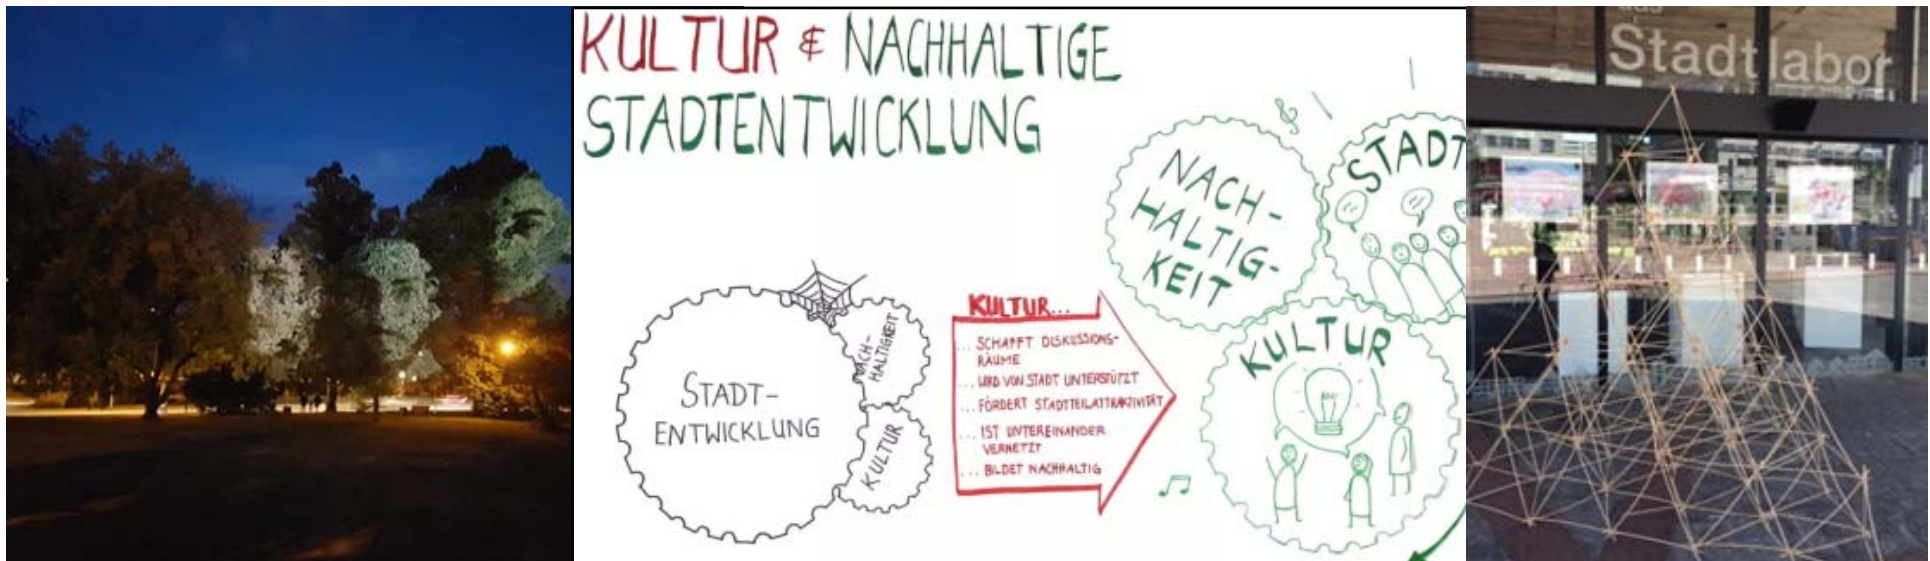 KULTUR & NACHHALTIGE
STADTENTWICKLUNG
STADT-
ENTWICKLUNG
NACH-
HALTIGKEIT
KULTUR
KULTUR...
... SCHAFFT DISKUSSIONS-
RÄUME
... WIRD VON STADT UNTERSTÜTZT
... FÖRDERT STADTTEILATTRAKTIVITÄT
... IST UNTEREINANDER
VERNETZT
... BILDET NACHHALTIG
NACH-
HALTIG-
KEIT
STADT
KULTUR
das
Stadtlabor